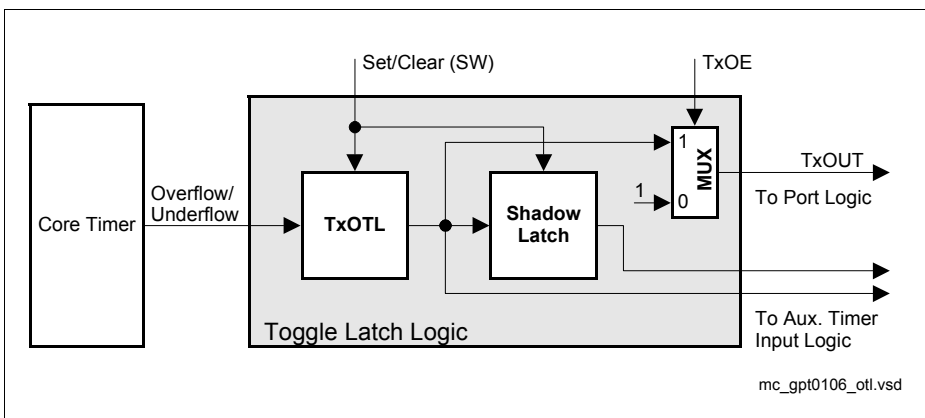 Set/Clear (SW)
TxOE
Core Timer
Overflow/
Underflow
TxOTL
Shadow
Latch
1
1
0
MUX
TxOUT
To Port Logic
To Aux. Timer
Input Logic
Toggle Latch Logic
mc_gpt0106_otl.vsd